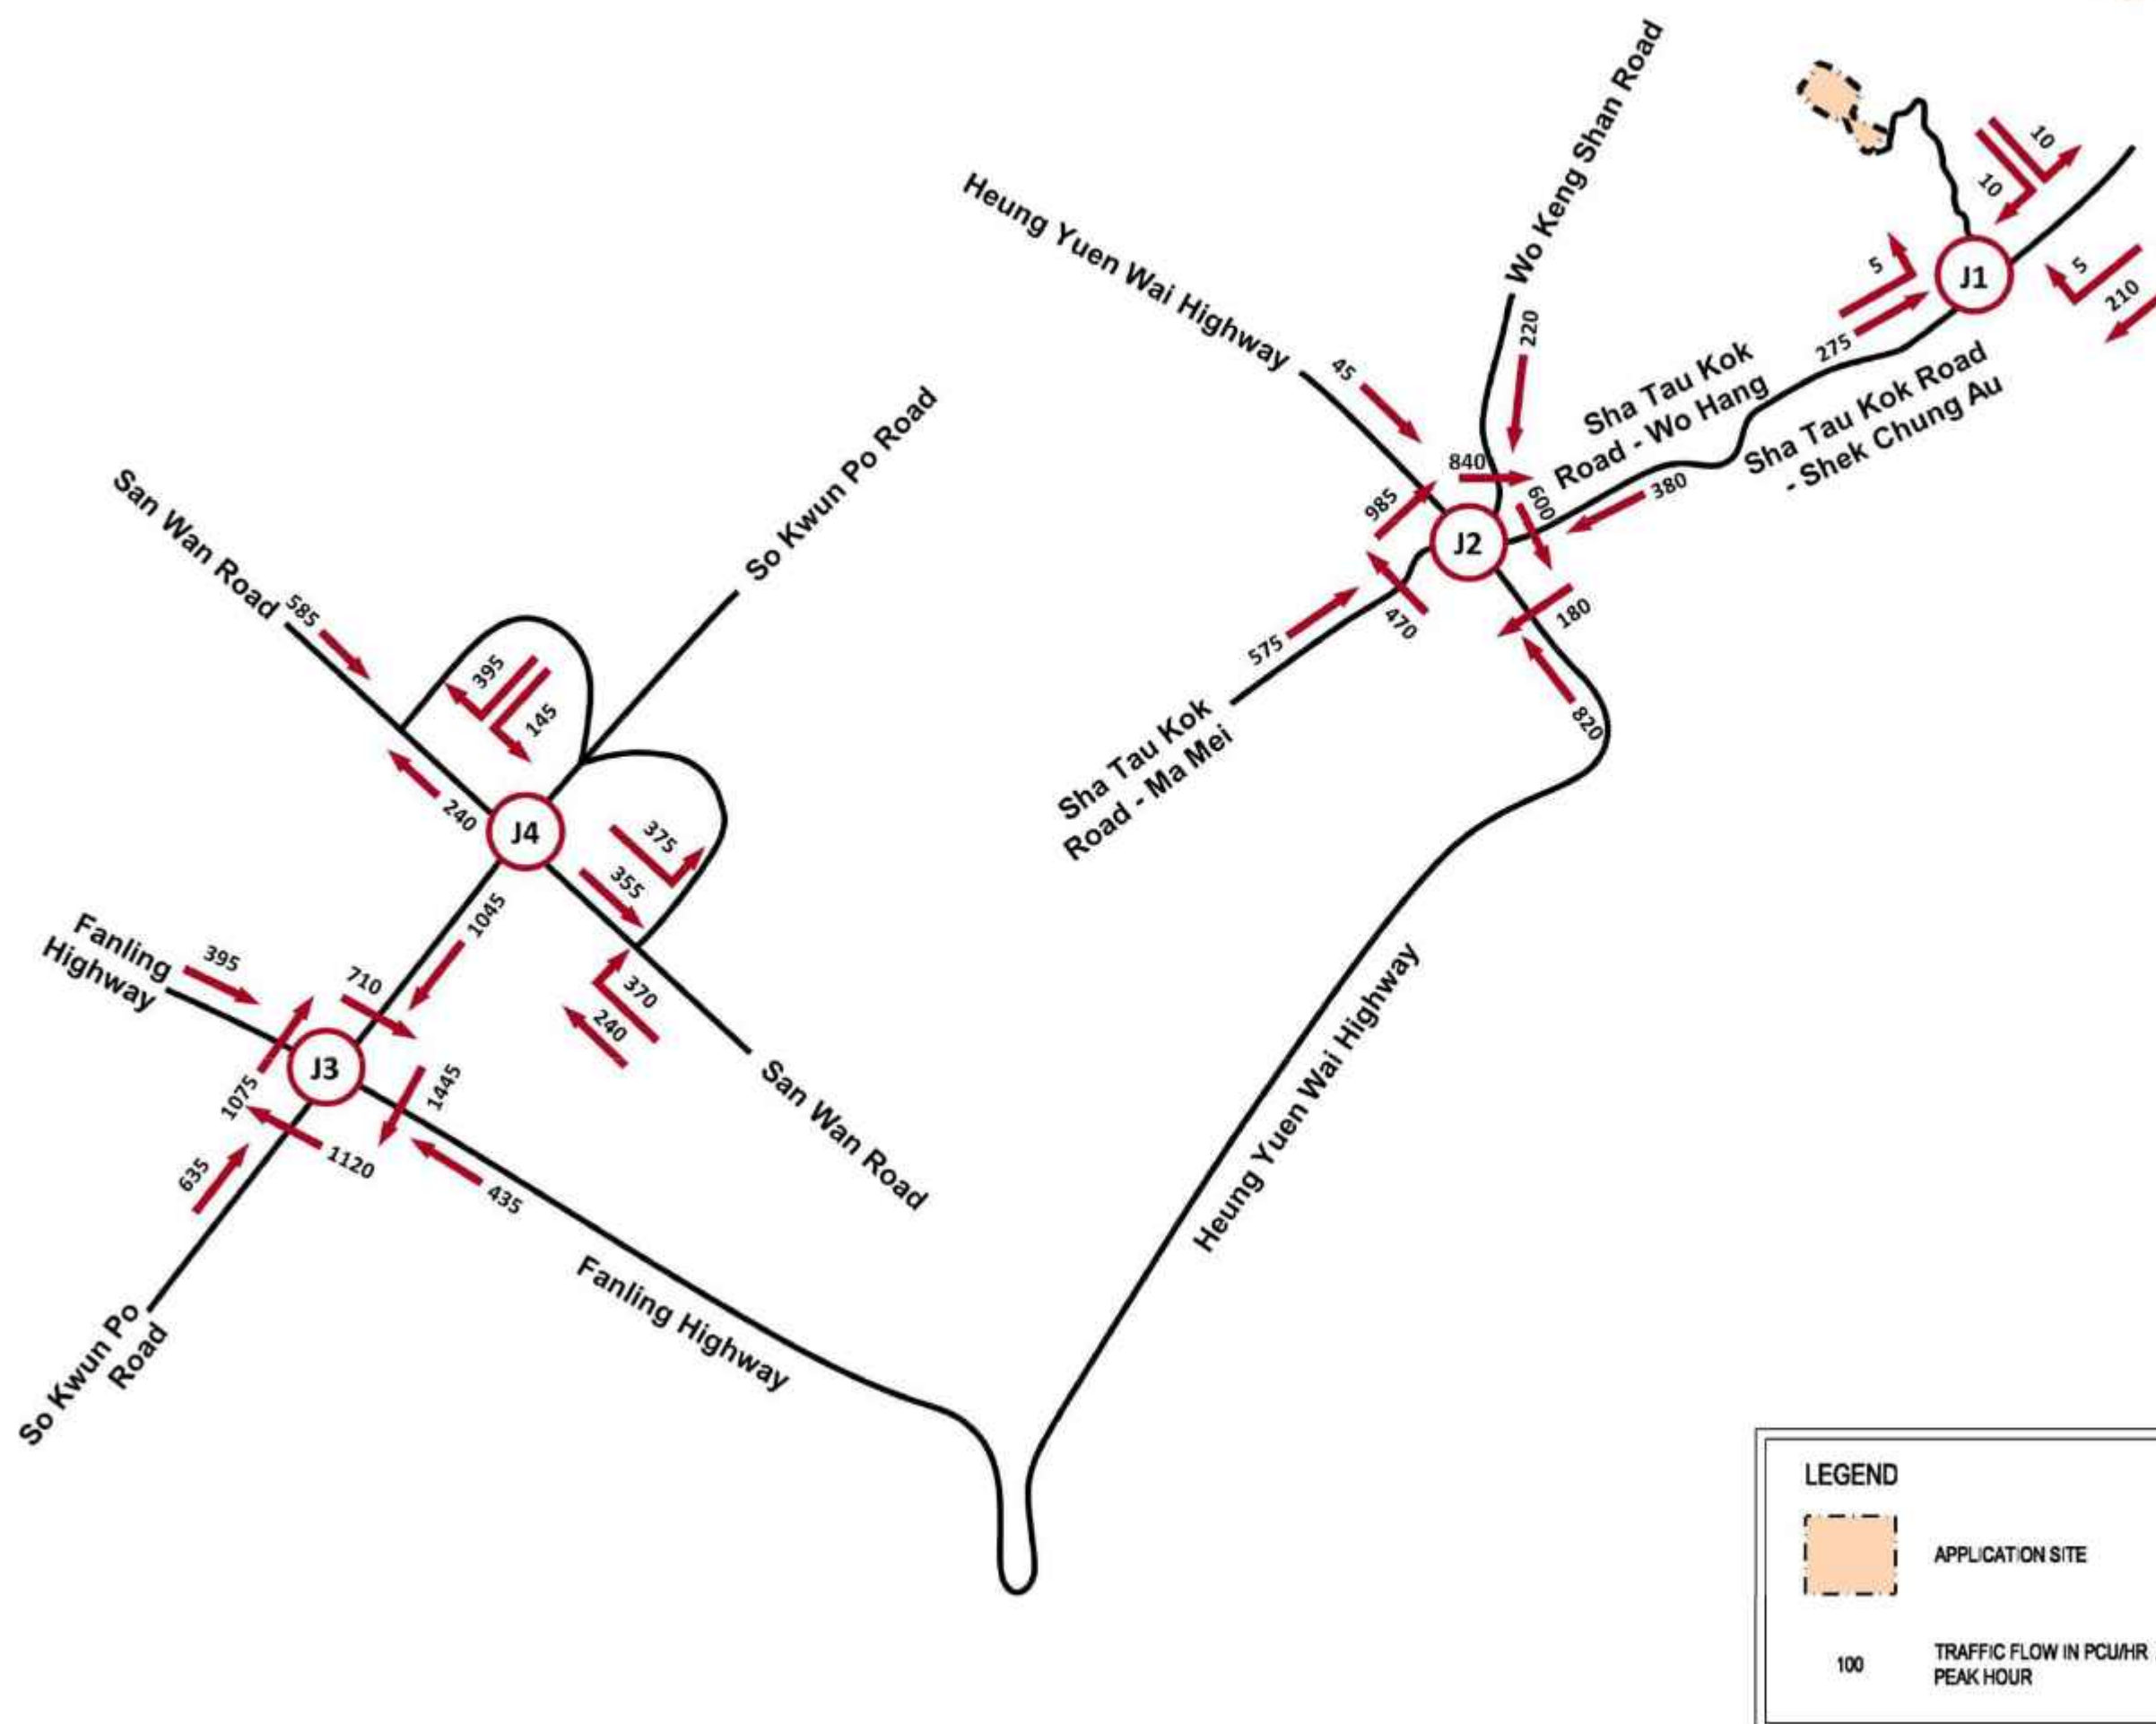 Wo Keng Shan Road
Heung Yuen Wai Highway
10
10
J1
5
275
5
210
220
45
Sha Tau Kok
Road - Wo Hang
Sha Tau Kok Road
- Shek Chung Au
840
985
600
380
J2
470
180
575
820
Sha Tau Kok
Road - Ma Mei
So Kwun Po Road
San Wan Road
585
395
145
240
J4
375
355
1045
370
240
San Wan Road
Fanling
Highway
395
710
J3
1075
1445
1120
635
435
Fanling Highway
So Kwun Po
Road
Heung Yuen Wai Highway
LEGEND
APPLICATION SITE
100
TRAFFIC FLOW IN PCU/HR
PEAK HOUR